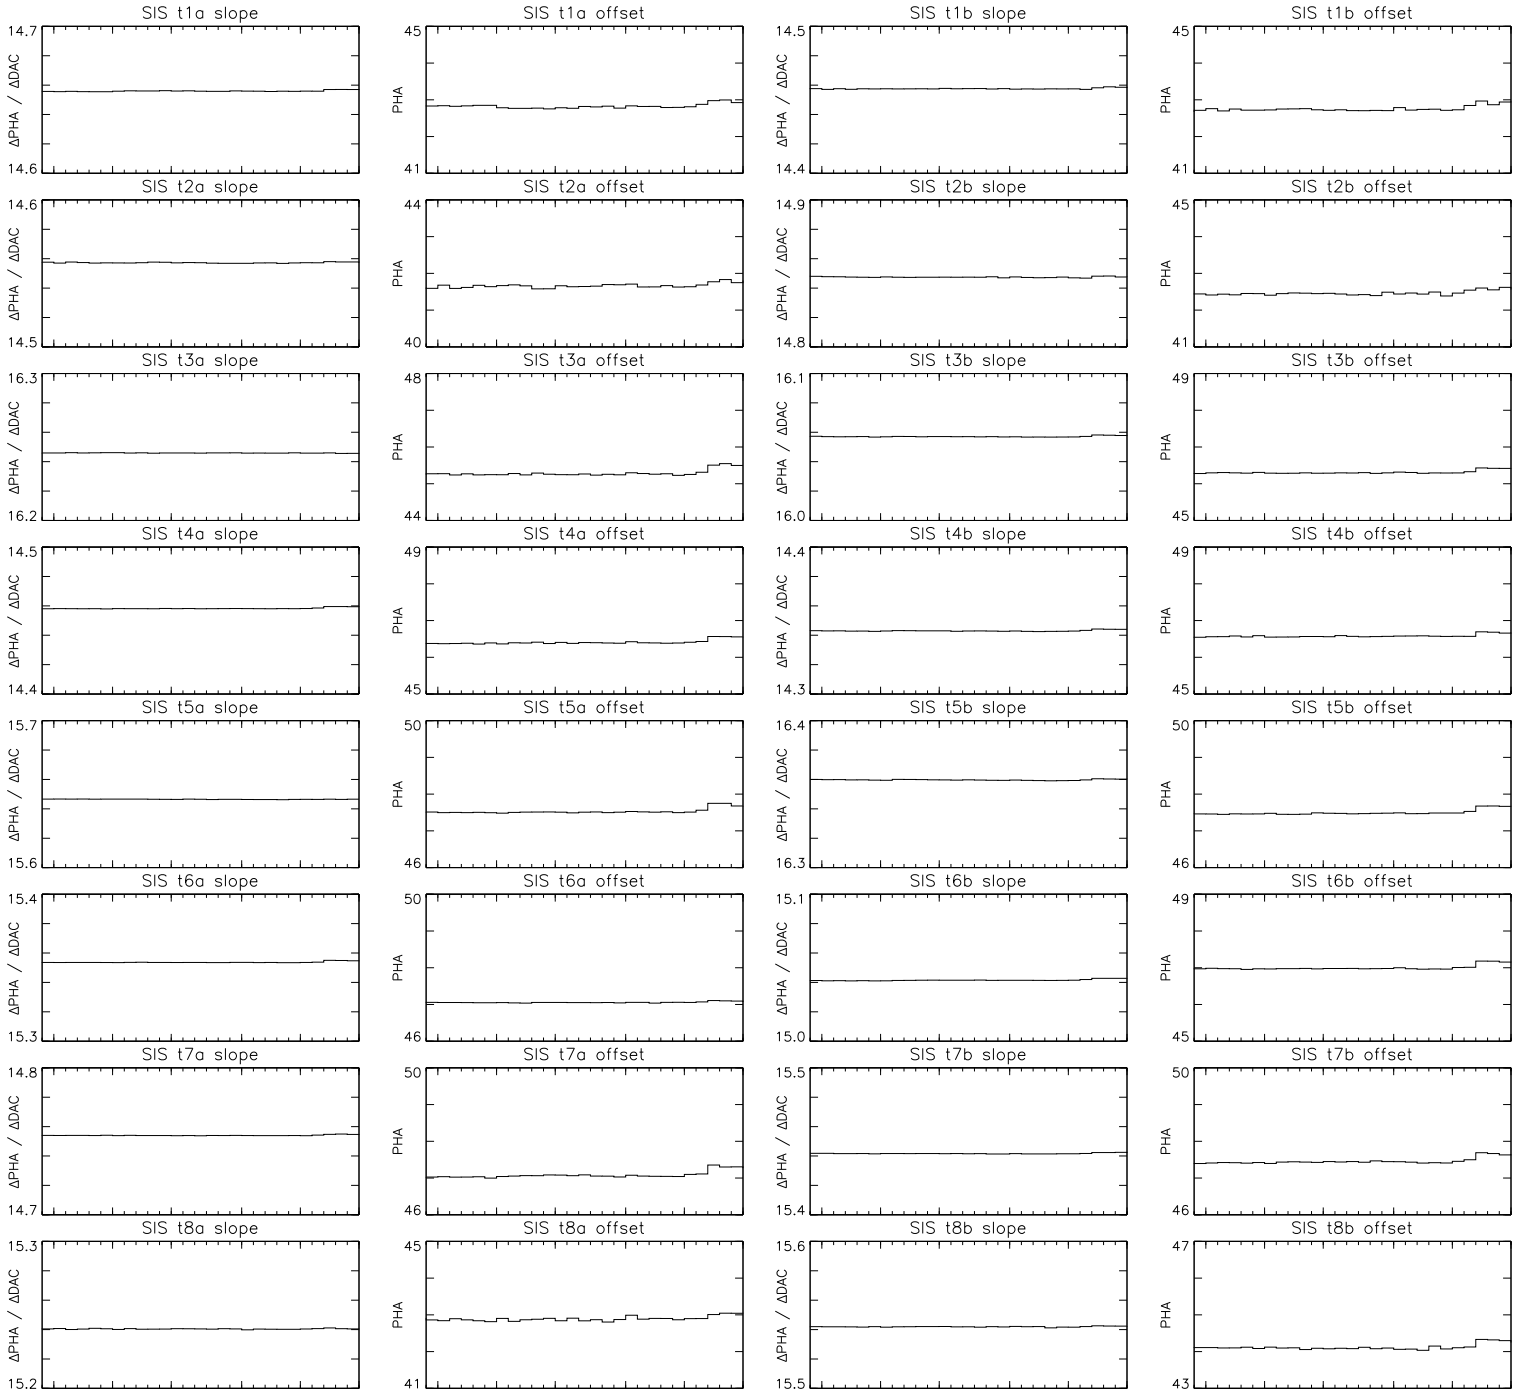 SIS t1a slope SIS t1a offset SIS t1b slope SIS t1b offset
14.7 45 14.5 45
ΔPHA / ΔDAC PHA ΔPHA / ΔDAC PHA
14.6 41 14.4 41
SIS t2a slope SIS t2a offset SIS t2b slope SIS t2b offset
14.6 44 14.9 45
ΔPHA / ΔDAC PHA ΔPHA / ΔDAC PHA
14.5 40 14.8 41
SIS t3a slope SIS t3a offset SIS t3b slope SIS t3b offset
16.3 48 16.1 49
ΔPHA / ΔDAC PHA ΔPHA / ΔDAC PHA
16.2 44 16.0 45
SIS t4a slope SIS t4a offset SIS t4b slope SIS t4b offset
14.5 49 14.4 49
ΔPHA / ΔDAC PHA ΔPHA / ΔDAC PHA
14.4 45 14.3 45
SIS t5a slope SIS t5a offset SIS t5b slope SIS t5b offset
15.7 50 16.4 50
ΔPHA / ΔDAC PHA ΔPHA / ΔDAC PHA
15.6 46 16.3 46
SIS t6a slope SIS t6a offset SIS t6b slope SIS t6b offset
15.4 50 15.1 49
ΔPHA / ΔDAC PHA ΔPHA / ΔDAC PHA
15.3 46 15.0 45
SIS t7a slope SIS t7a offset SIS t7b slope SIS t7b offset
14.8 50 15.5 50
ΔPHA / ΔDAC PHA ΔPHA / ΔDAC PHA
14.7 46 15.4 46
SIS t8a slope SIS t8a offset SIS t8b slope SIS t8b offset
15.3 45 15.6 47
ΔPHA / ΔDAC PHA ΔPHA / ΔDAC PHA
15.2 41 15.5 43